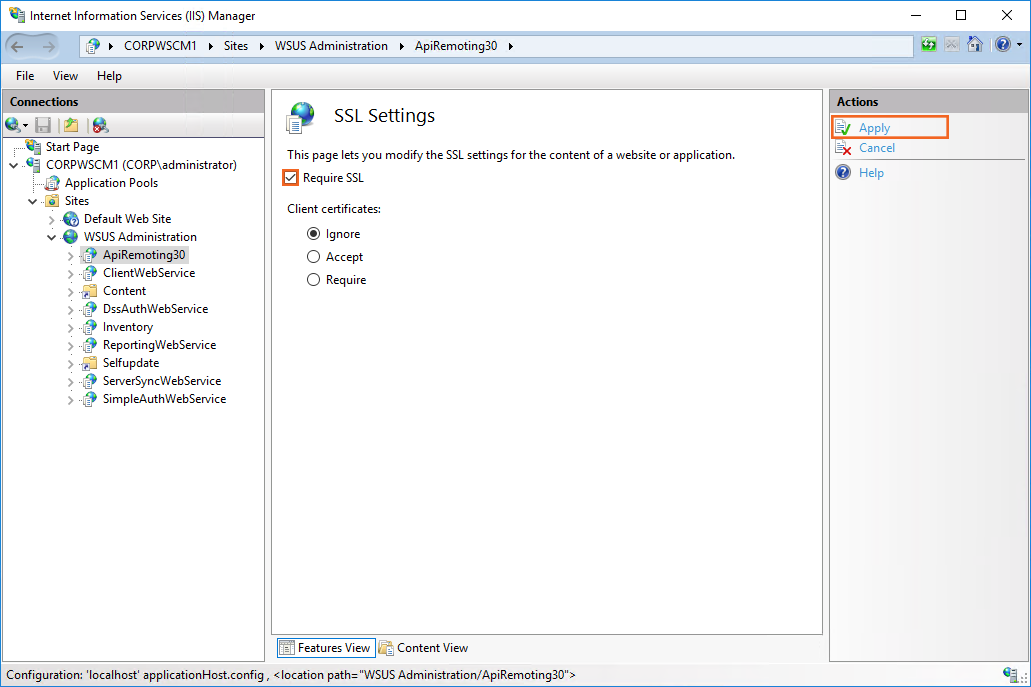 Internet Information Services (IIS) Manager
CORPWSCM1 Sites WSUS Administration ApiRemoting30
File View Help
Connections
Start Page
CORPWSCM1 (CORP\administrator)
Application Pools
Sites
Default Web Site
WSUS Administration
ApiRemoting30
ClientWebService
Content
DssAuthWebService
Inventory
ReportingWebService
Selfupdate
ServerSyncWebService
SimpleAuthWebService
SSL Settings
This page lets you modify the SSL settings for the content of a website or application.
Require SSL
Client certificates:
Ignore
Accept
Require
Features View Content View
Actions
Apply
Cancel
Help
Configuration: 'localhost' applicationHost.config , <location path="WSUS Administration/ApiRemoting30">